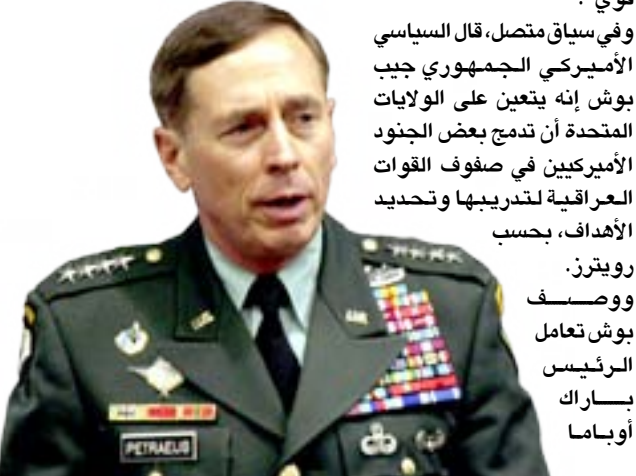 قوي".
وفي سياق متصل، قال السياسي
الأميركي الجمهوري جيب
بوش إنه يتعين على الولايات
المتحدة أن تدمج بعض الجنود
الأميركيين في صفوف القوات
العراقية لتدريبها وتحديد
الأهداف، بحسب
رويترز.
ووصف
بوش تعامل
الرئيس
باراك
أوباما
PETRAEUS